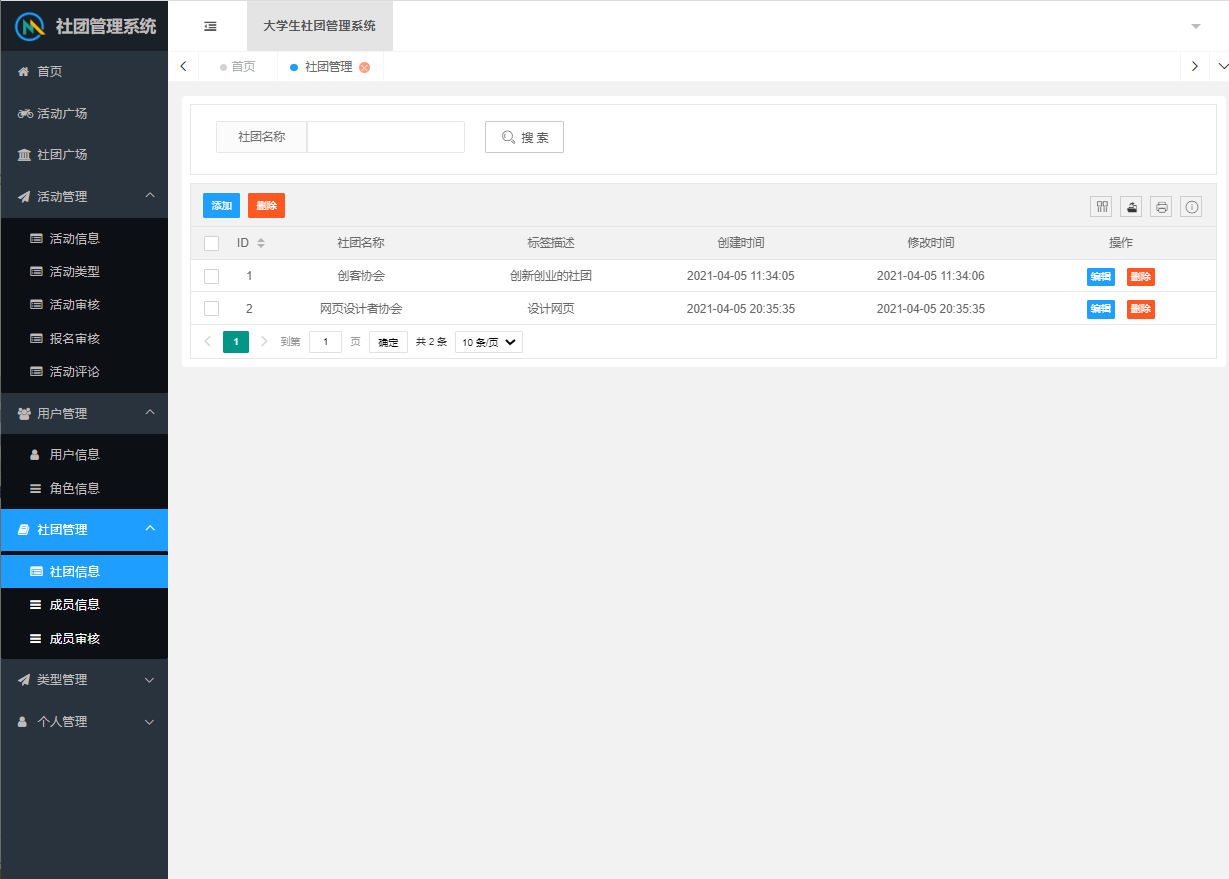 社团管理系统
大学生社团管理系统
首页
社团管理
首页
活动广场
社团广场
活动管理
活动信息
活动类型
活动审核
报名审核
活动评论
用户管理
用户信息
角色信息
社团管理
社团信息
成员信息
成员审核
类型管理
个人管理
社团名称
搜 索
添加 删除
ID 社团名称 标签描述 创建时间 修改时间 操作
1 创客协会 创新创业的社团 2021-04-05 11:34:05 2021-04-05 11:34:06 编辑 删除
2 网页设计者协会 设计网页 2021-04-05 20:35:35 2021-04-05 20:35:35 编辑 删除
1 到第 1 页 确定 共 2 条 10 条/页